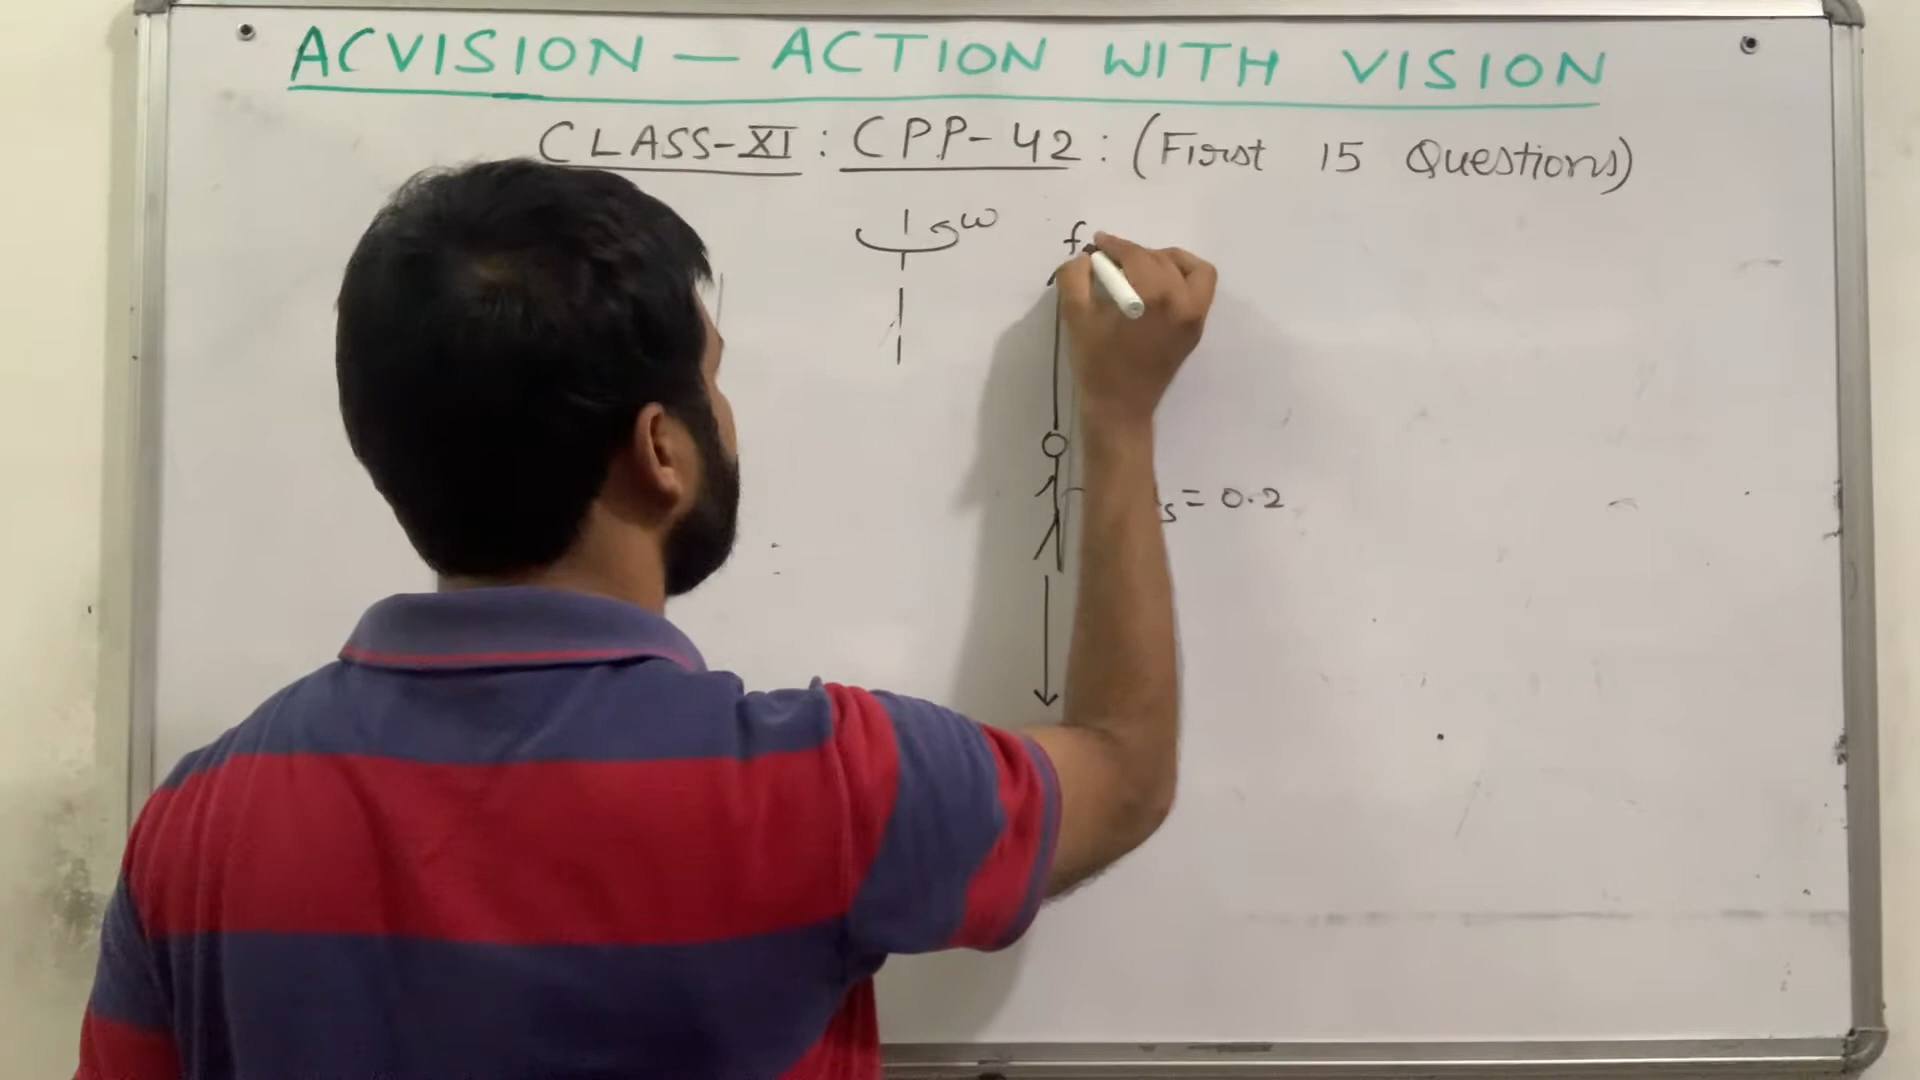 ACVISION — ACTION WITH VISION
CLASS-XI : CPP-42 : (First 15 Questions)
ω
f
s = 0.2